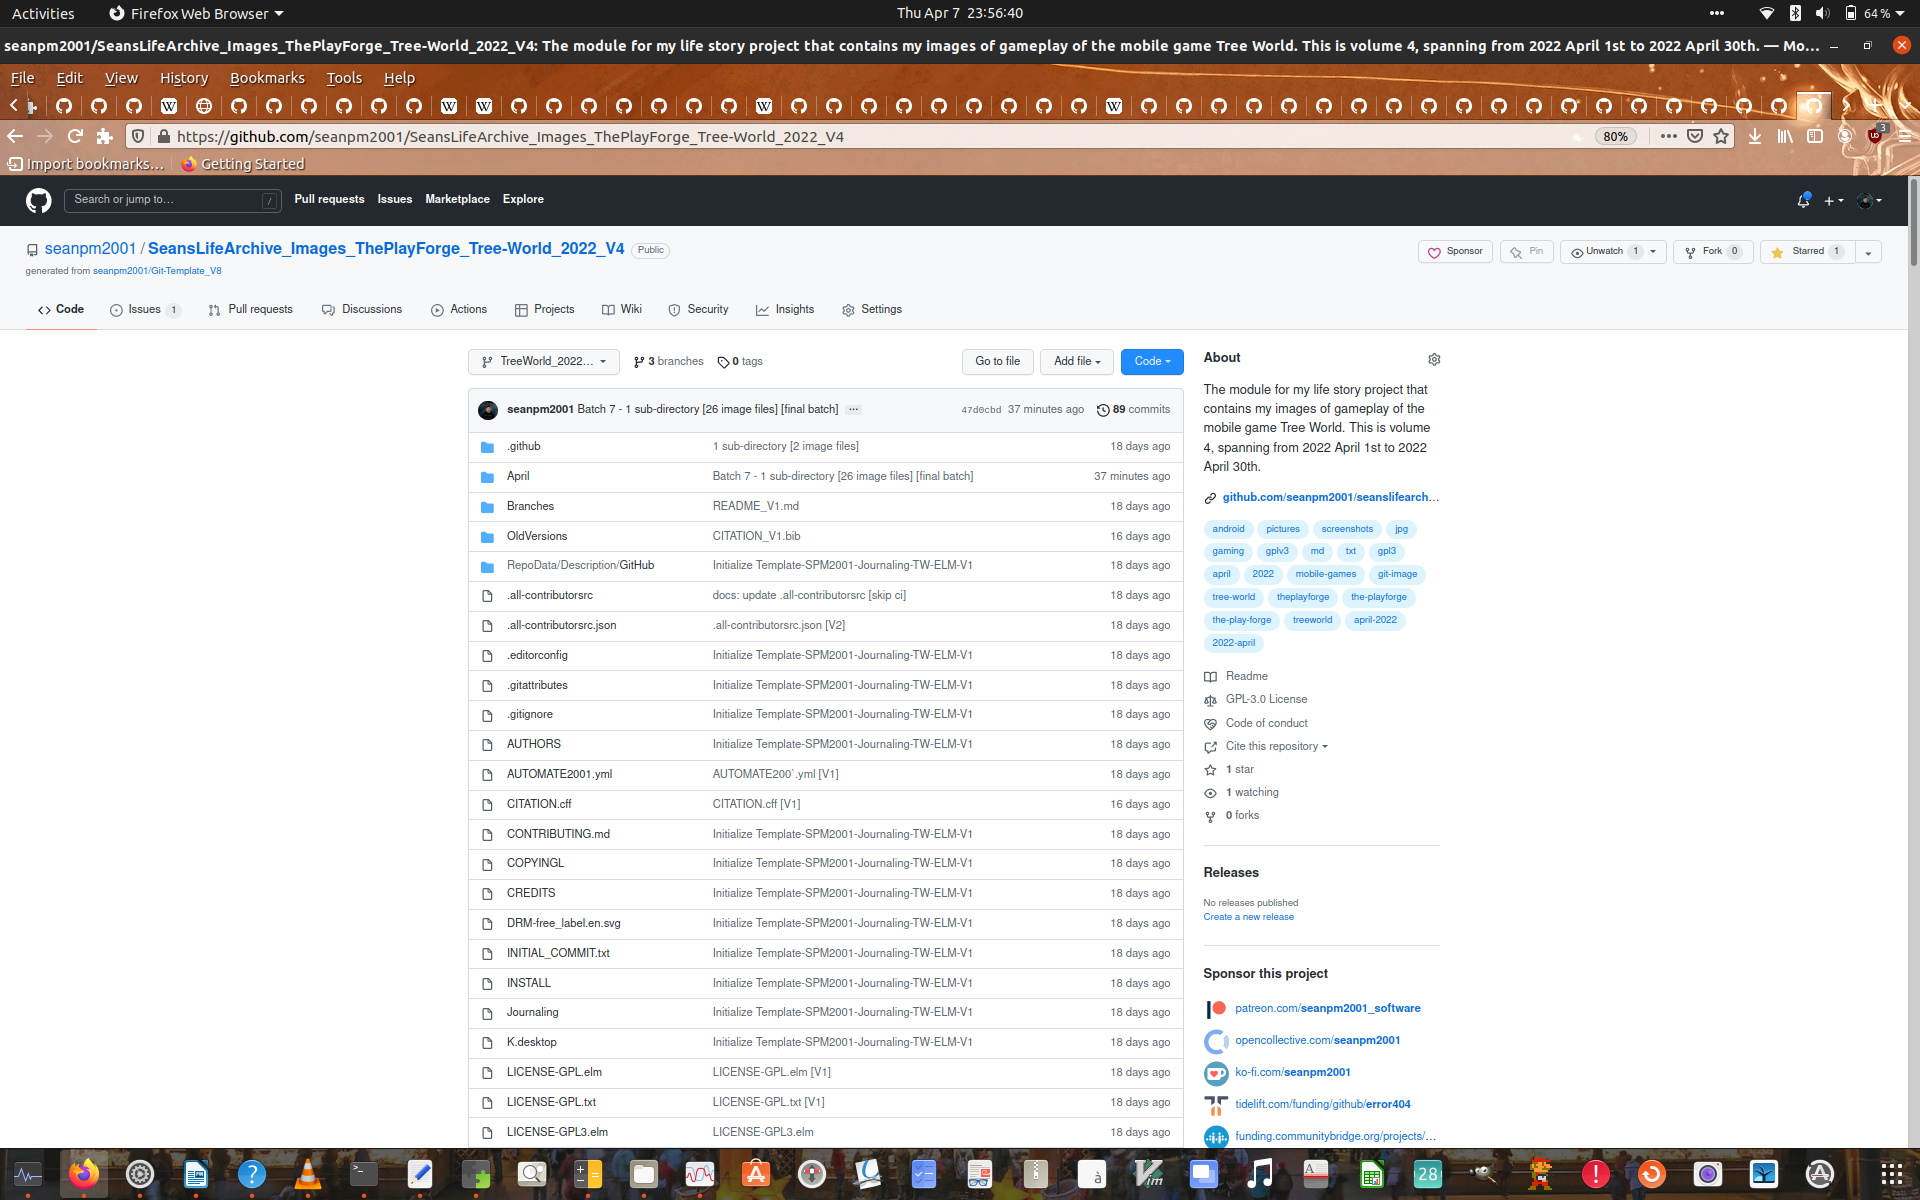 Activities Firefox Web Browser Thu Apr 7 23:56:40 64 %
seanpm2001/SeansLifeArchive_Images_ThePlayForge_Tree-World_2022_V4: The module for my life story project that contains my images of gameplay of the mobile game Tree World. This is volume 4, spanning from 2022 April 1st to 2022 April 30th. — Mo...
File Edit View History Bookmarks Tools Help
https://github.com/seanpm2001/SeansLifeArchive_Images_ThePlayForge_Tree-World_2022_V4 80% 3
Import bookmarks... Getting Started
Search or jump to... / Pull requests Issues Marketplace Explore
seanpm2001 / SeansLifeArchive_Images_ThePlayForge_Tree-World_2022_V4 Public Sponsor Pin Unwatch 1 Fork 0 Starred 1
generated from seanpm2001/Git-Template_V8
Code Issues 1 Pull requests Discussions Actions Projects Wiki Security Insights Settings
TreeWorld_2022... 3 branches 0 tags Go to file Add file Code
seanpm2001 Batch 7 - 1 sub-directory [26 image files] [final batch] ... 47d0cbd 37 minutes ago 89 commits
.github 1 sub-directory [2 image files] 18 days ago
April Batch 7 - 1 sub-directory [26 image files] [final batch] 37 minutes ago
Branches README_V1.md 18 days ago
OldVersions CITATION_V1.bib 16 days ago
RepoData/Description/GitHub Initialize Template-SPM2001-Journaling-TW-ELM-V1 18 days ago
.all-contributorsrc docs: update .all-contributorsrc [skip ci] 18 days ago
.all-contributorsrc.json .all-contributorsrc.json [V2] 18 days ago
.editorconfig Initialize Template-SPM2001-Journaling-TW-ELM-V1 18 days ago
.gitattributes Initialize Template-SPM2001-Journaling-TW-ELM-V1 18 days ago
.gitignore Initialize Template-SPM2001-Journaling-TW-ELM-V1 18 days ago
AUTHORS Initialize Template-SPM2001-Journaling-TW-ELM-V1 18 days ago
AUTOMATE2001.yml AUTOMATE200`.yml [V1] 18 days ago
CITATION.cff CITATION.cff [V1] 16 days ago
CONTRIBUTING.md Initialize Template-SPM2001-Journaling-TW-ELM-V1 18 days ago
COPYINGL Initialize Template-SPM2001-Journaling-TW-ELM-V1 18 days ago
CREDITS Initialize Template-SPM2001-Journaling-TW-ELM-V1 18 days ago
DRM-free_label.en.svg Initialize Template-SPM2001-Journaling-TW-ELM-V1 18 days ago
INITIAL_COMMIT.txt Initialize Template-SPM2001-Journaling-TW-ELM-V1 18 days ago
INSTALL Initialize Template-SPM2001-Journaling-TW-ELM-V1 18 days ago
Journaling Initialize Template-SPM2001-Journaling-TW-ELM-V1 18 days ago
K.desktop Initialize Template-SPM2001-Journaling-TW-ELM-V1 18 days ago
LICENSE-GPL.elm LICENSE-GPL.elm [V1] 18 days ago
LICENSE-GPL.txt LICENSE-GPL.txt [V1] 18 days ago
LICENSE-GPL3.elm LICENSE-GPL3.elm 18 days ago
About
The module for my life story project that
contains my images of gameplay of the
mobile game Tree World. This is volume
4, spanning from 2022 April 1st to 2022
April 30th.
github.com/seanpm2001/seanslifearch...
android pictures screenshots jpg
gaming gplv3 md txt gpl3
april 2022 mobile-games git-image
tree-world theplayforge the-playforge
the-play-forge treeworld april-2022
2022-april
Readme
GPL-3.0 License
Code of conduct
Cite this repository
1 star
1 watching
0 forks
Releases
No releases published
Create a new release
Sponsor this project
patreon.com/seanpm2001_software
opencollective.com/seanpm2001
ko-fi.com/seanpm2001
tidelift.com/funding/github/error404
funding.communitybridge.org/projects/...
28